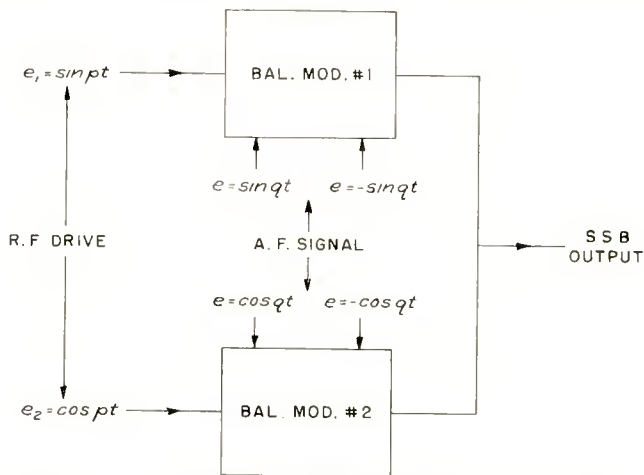 e₁=sin pt
BAL. MOD. #1
e=sin qt
e=-sin qt
R.F DRIVE
A.F. SIGNAL
SSB
OUTPUT
e=cos qt
e=-cos qt
e₂=cos pt
BAL. MOD. #2